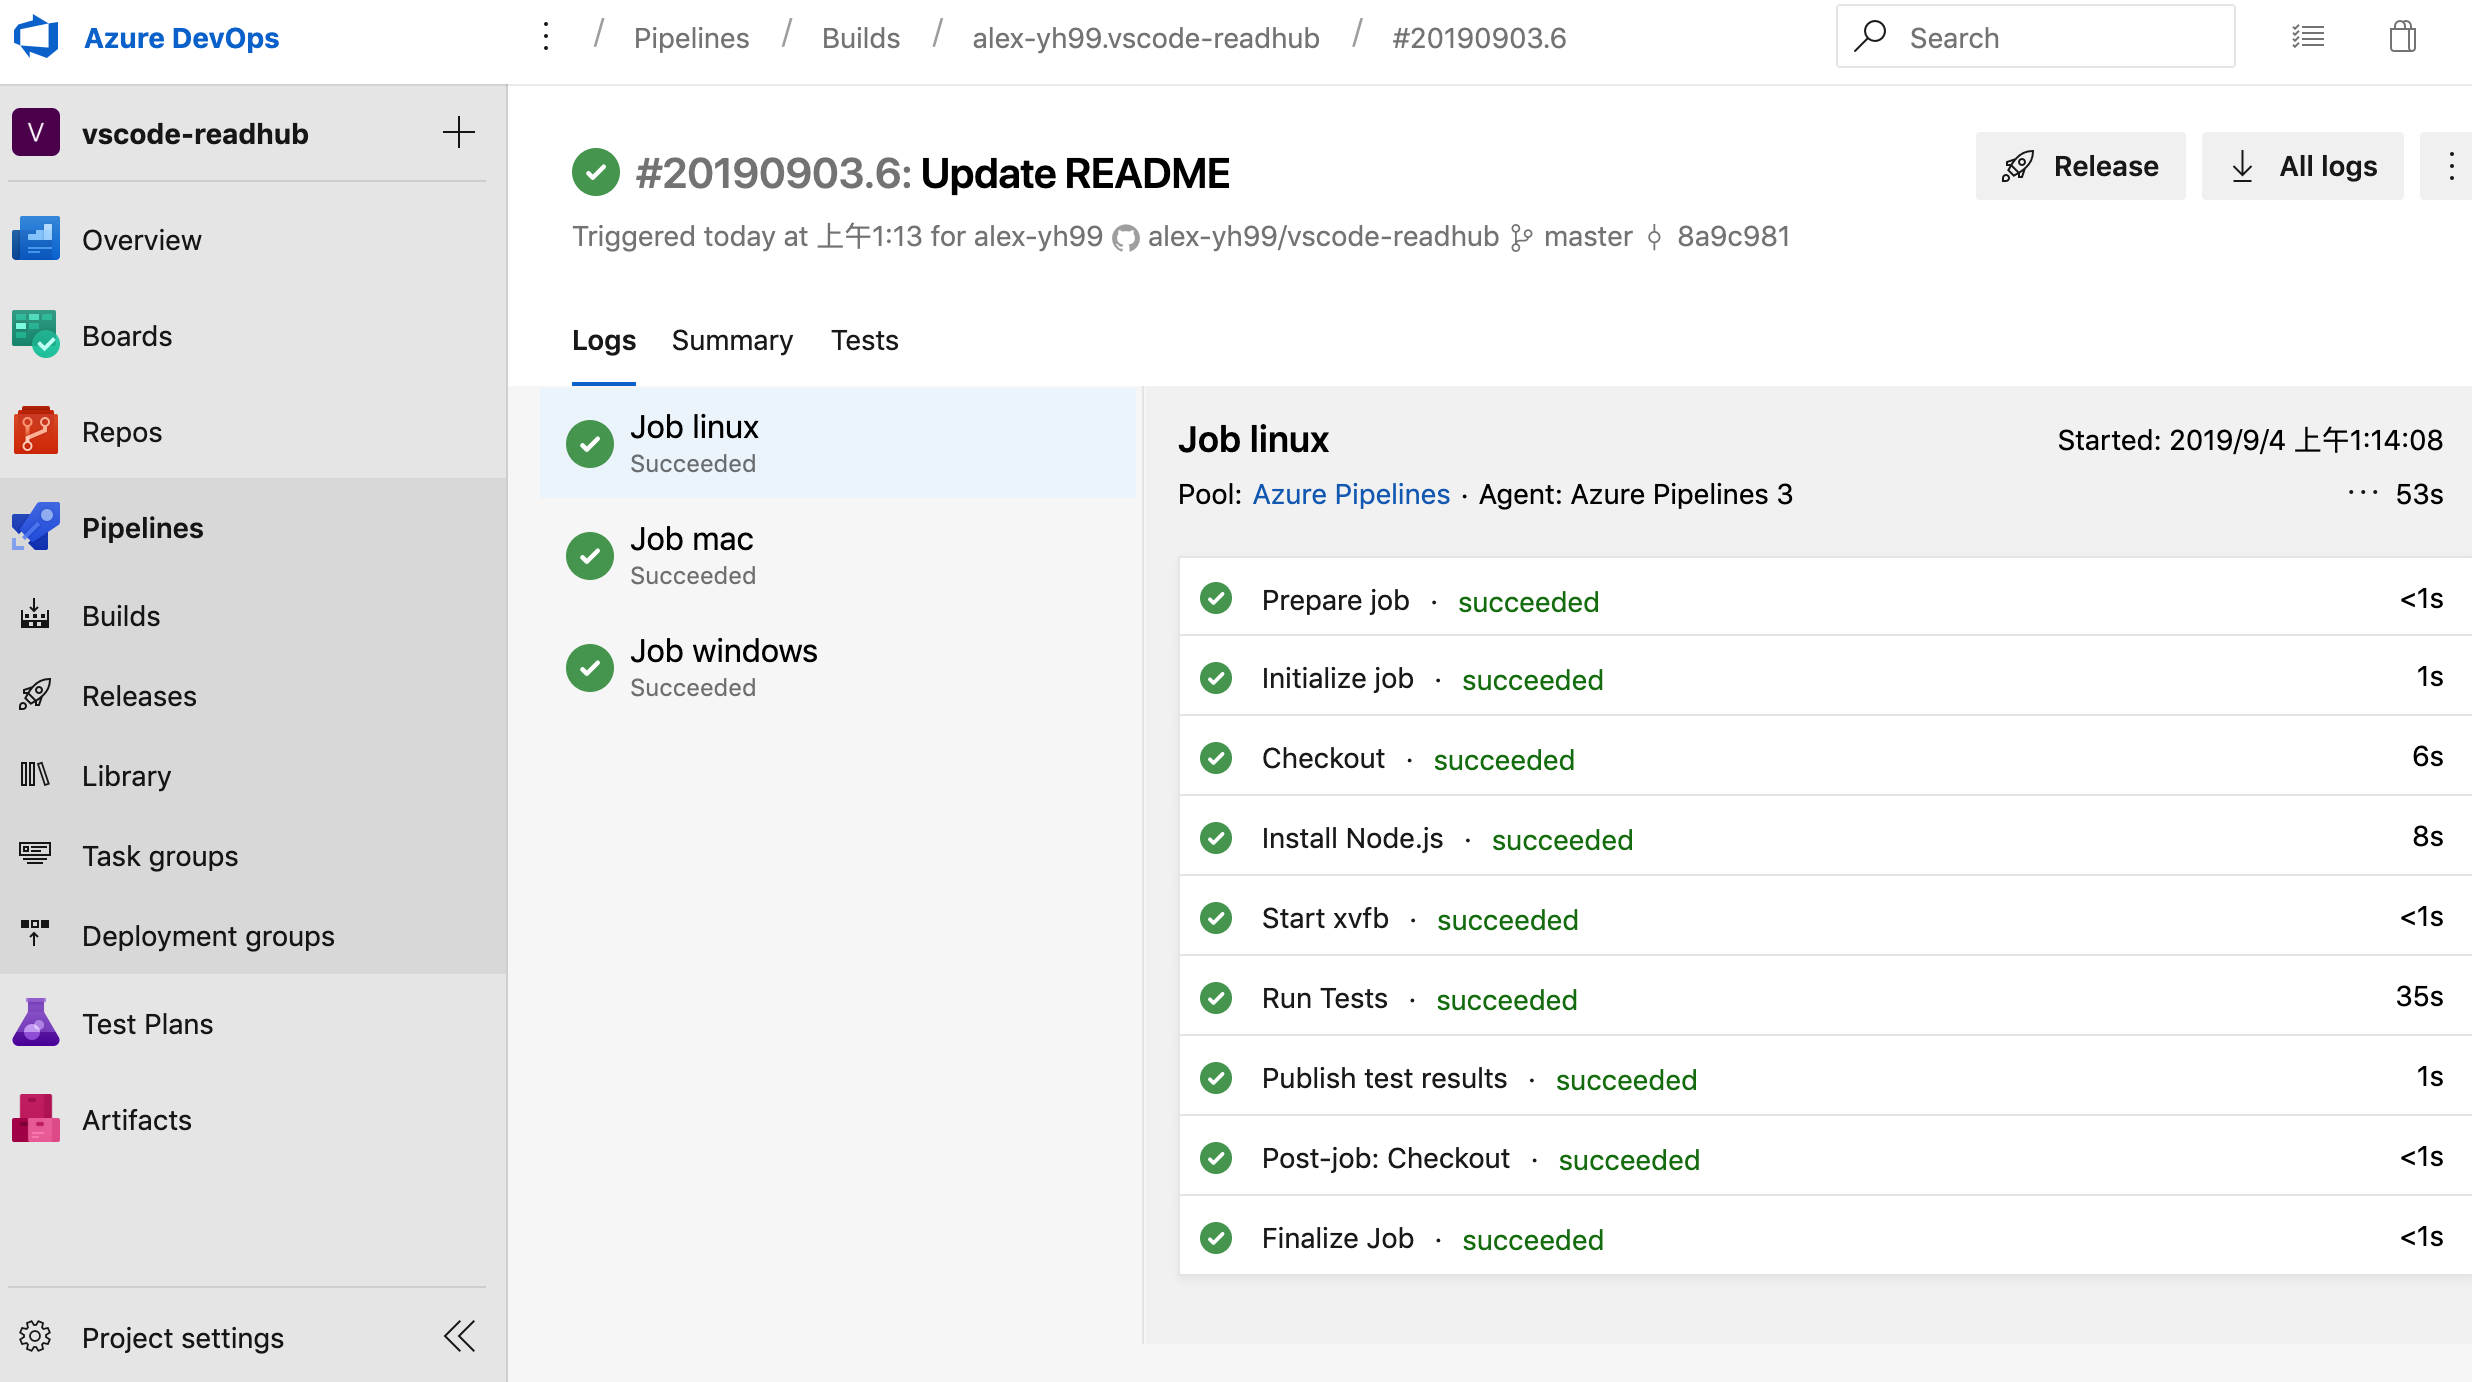 Azure DevOps / Pipelines / Builds / alex-yh99.vscode-readhub / #20190903.6 Search
V vscode-readhub
Overview
Boards
Repos
Pipelines
Builds
Releases
Library
Task groups
Deployment groups
Test Plans
Artifacts
Project settings
#20190903.6: Update README
Release
All logs
Triggered today at 上午1:13 for alex-yh99 alex-yh99/vscode-readhub master 8a9c981
Logs Summary Tests
Job linux
Succeeded
Job mac
Succeeded
Job windows
Succeeded
Job linux Started: 2019/9/4 上午1:14:08
Pool: Azure Pipelines · Agent: Azure Pipelines 3 ··· 53s
Prepare job · succeeded <1s
Initialize job · succeeded 1s
Checkout · succeeded 6s
Install Node.js · succeeded 8s
Start xvfb · succeeded <1s
Run Tests · succeeded 35s
Publish test results · succeeded 1s
Post-job: Checkout · succeeded <1s
Finalize Job · succeeded <1s